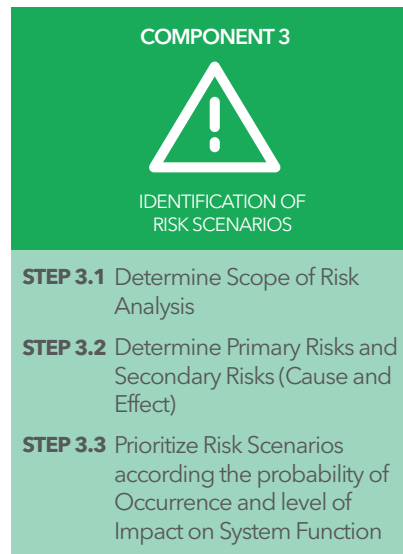 COMPONENT 3
IDENTIFICATION OF
RISK SCENARIOS
STEP 3.1 Determine Scope of Risk
Analysis
STEP 3.2 Determine Primary Risks and
Secondary Risks (Cause and
Effect)
STEP 3.3 Prioritize Risk Scenarios
according the probability of
Occurrence and level of
Impact on System Function